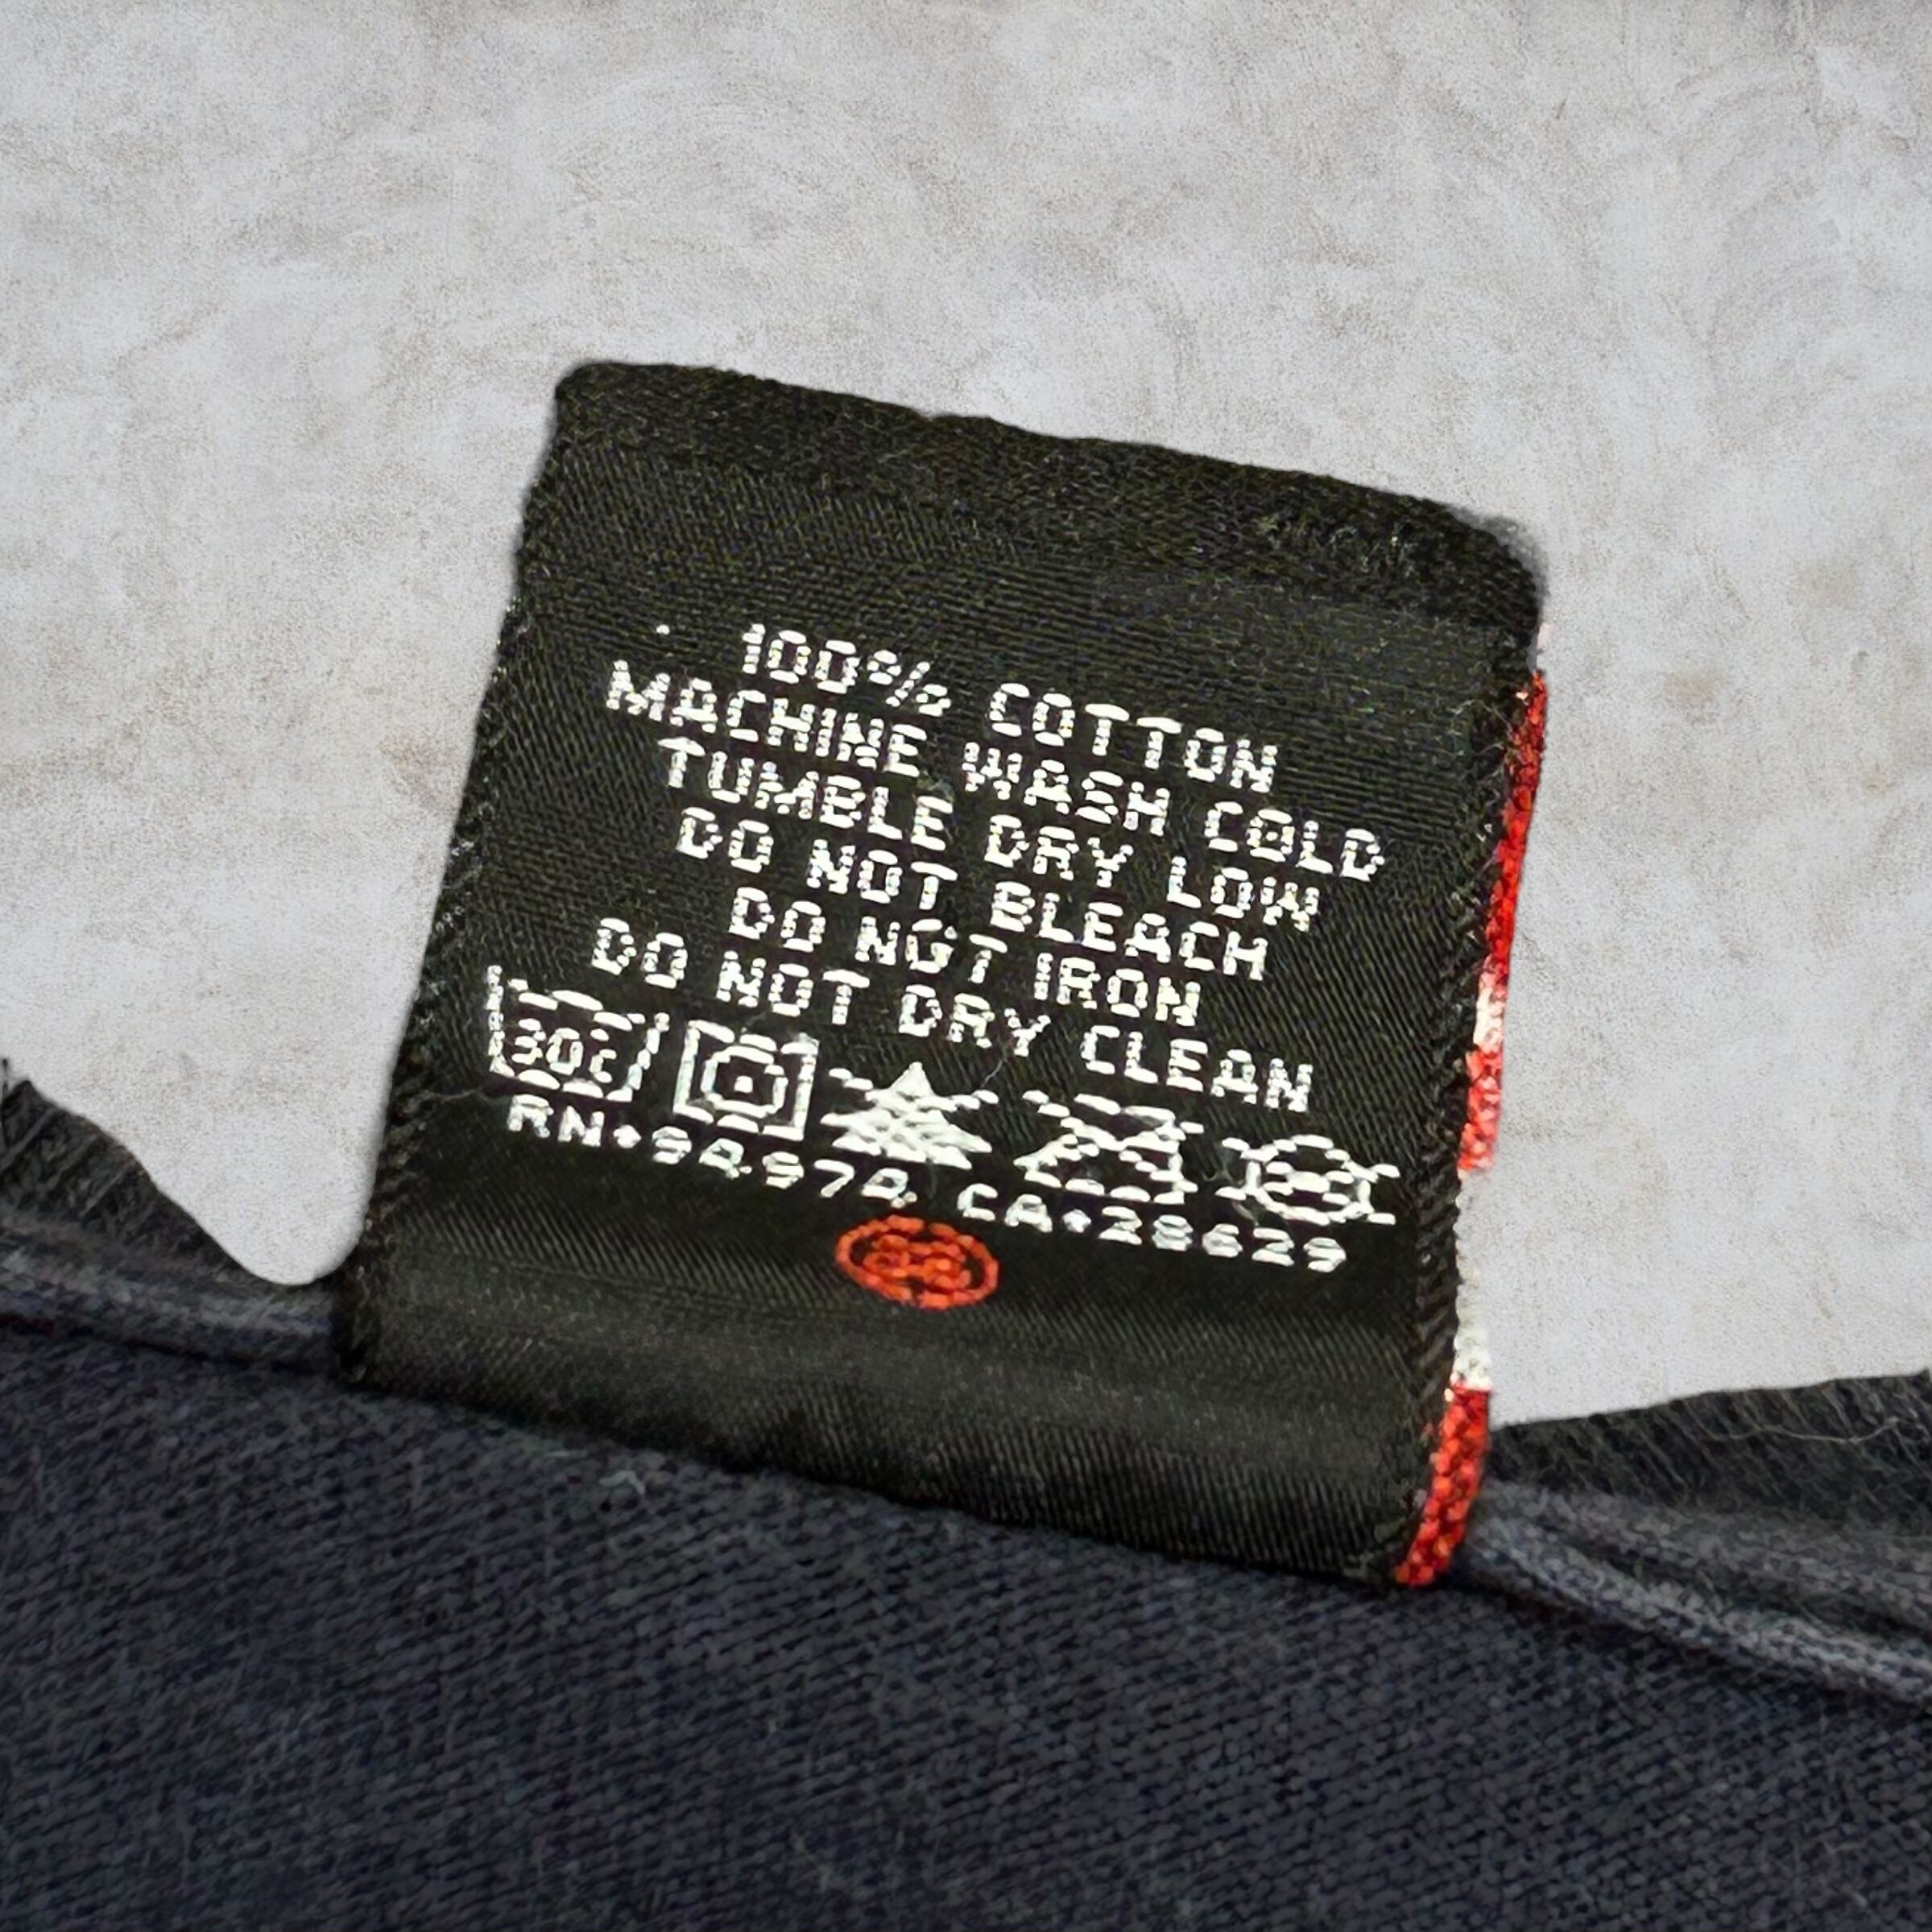 100% COTTON
MACHINE WASH COLD
TUMBLE DRY LOW
DO NOT BLEACH
DO NOT IRON
DO NOT DRY CLEAN
30c
RN•94974, CA•28629